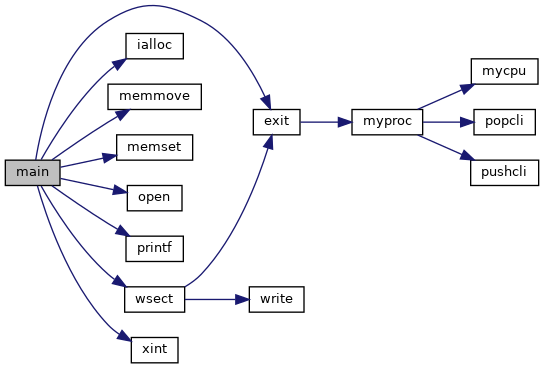 main
ialloc
memmove
memset
open
printf
wsect
xint
exit
write
myproc
mycpu
popcli
pushcli